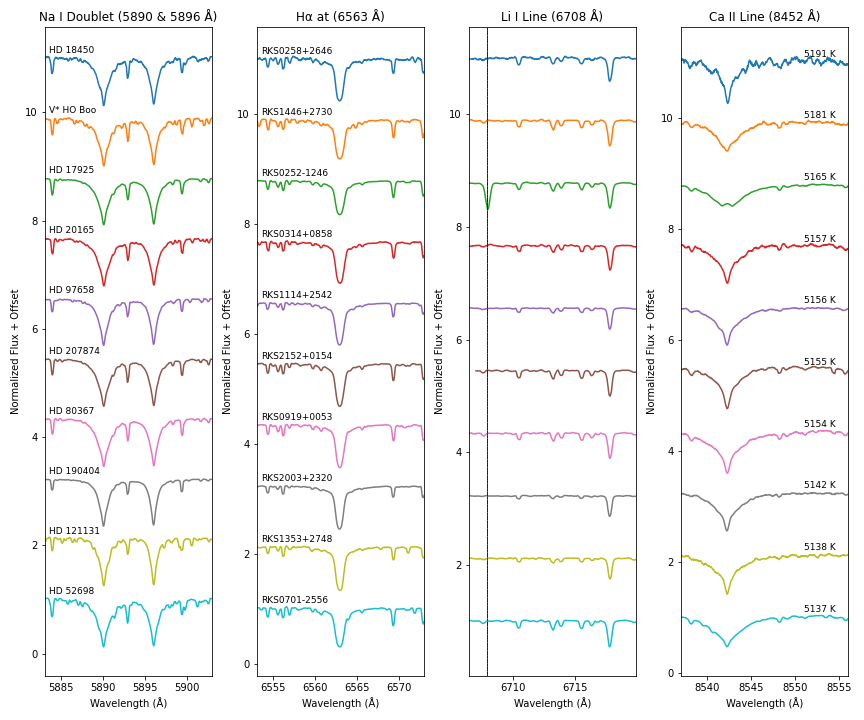 Na I Doublet (5890 & 5896 Å)
Hα at (6563 Å)
Li I Line (6708 Å)
Ca II Line (8452 Å)
HD 18450
V* HO Boo
HD 17925
HD 20165
HD 97658
HD 207874
HD 80367
HD 190404
HD 121131
HD 52698
RKS0258+2646
RKS1446+2730
RKS0252-1246
RKS0314+0858
RKS1114+2542
RKS2152+0154
RKS0919+0053
RKS2003+2320
RKS1353+2748
RKS0701-2556
5191 K
5181 K
5165 K
5157 K
5156 K
5155 K
5154 K
5142 K
5138 K
5137 K
Normalized Flux + Offset
10
8
6
4
2
0
5885 5890 5895 5900
Wavelength (Å)
Normalized Flux + Offset
10
8
6
4
2
0
6555 6560 6565 6570
Wavelength (Å)
Normalized Flux + Offset
10
8
6
4
2
6710 6715
Wavelength (Å)
Normalized Flux + Offset
10
8
6
4
2
0
8540 8545 8550 8555
Wavelength (Å)